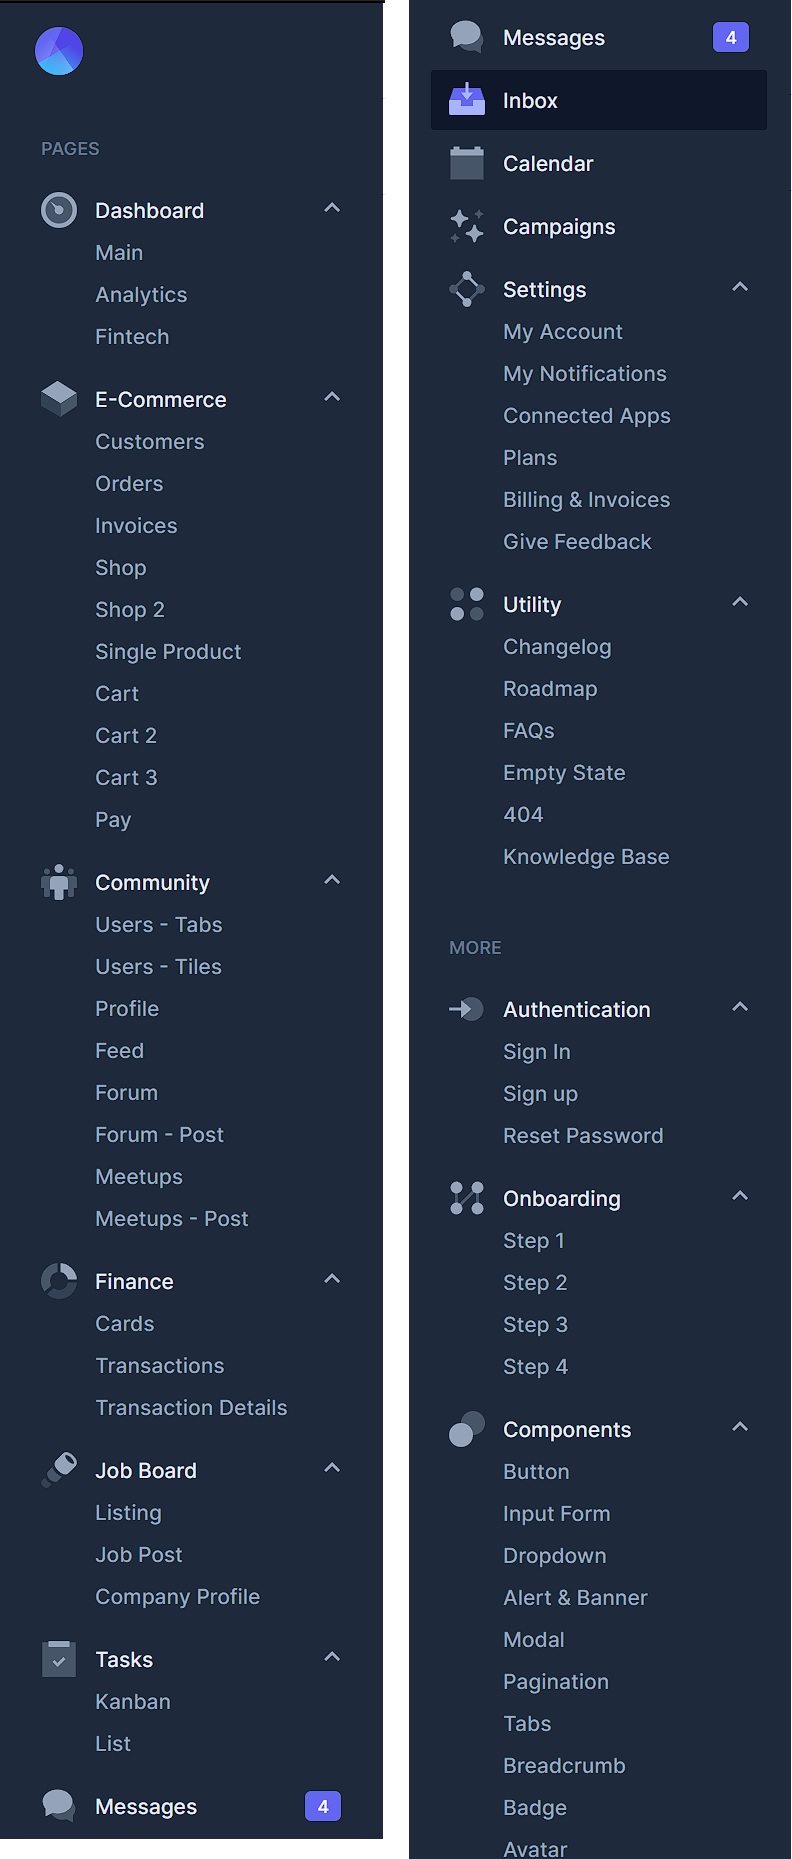 PAGES
Dashboard
Main
Analytics
Fintech
E-Commerce
Customers
Orders
Invoices
Shop
Shop 2
Single Product
Cart
Cart 2
Cart 3
Pay
Community
Users - Tabs
Users - Tiles
Profile
Feed
Forum
Forum - Post
Meetups
Meetups - Post
Finance
Cards
Transactions
Transaction Details
Job Board
Listing
Job Post
Company Profile
Tasks
Kanban
List
Messages 4
Messages 4
Inbox
Calendar
Campaigns
Settings
My Account
My Notifications
Connected Apps
Plans
Billing & Invoices
Give Feedback
Utility
Changelog
Roadmap
FAQs
Empty State
404
Knowledge Base
MORE
Authentication
Sign In
Sign up
Reset Password
Onboarding
Step 1
Step 2
Step 3
Step 4
Components
Button
Input Form
Dropdown
Alert & Banner
Modal
Pagination
Tabs
Breadcrumb
Badge
Avatar